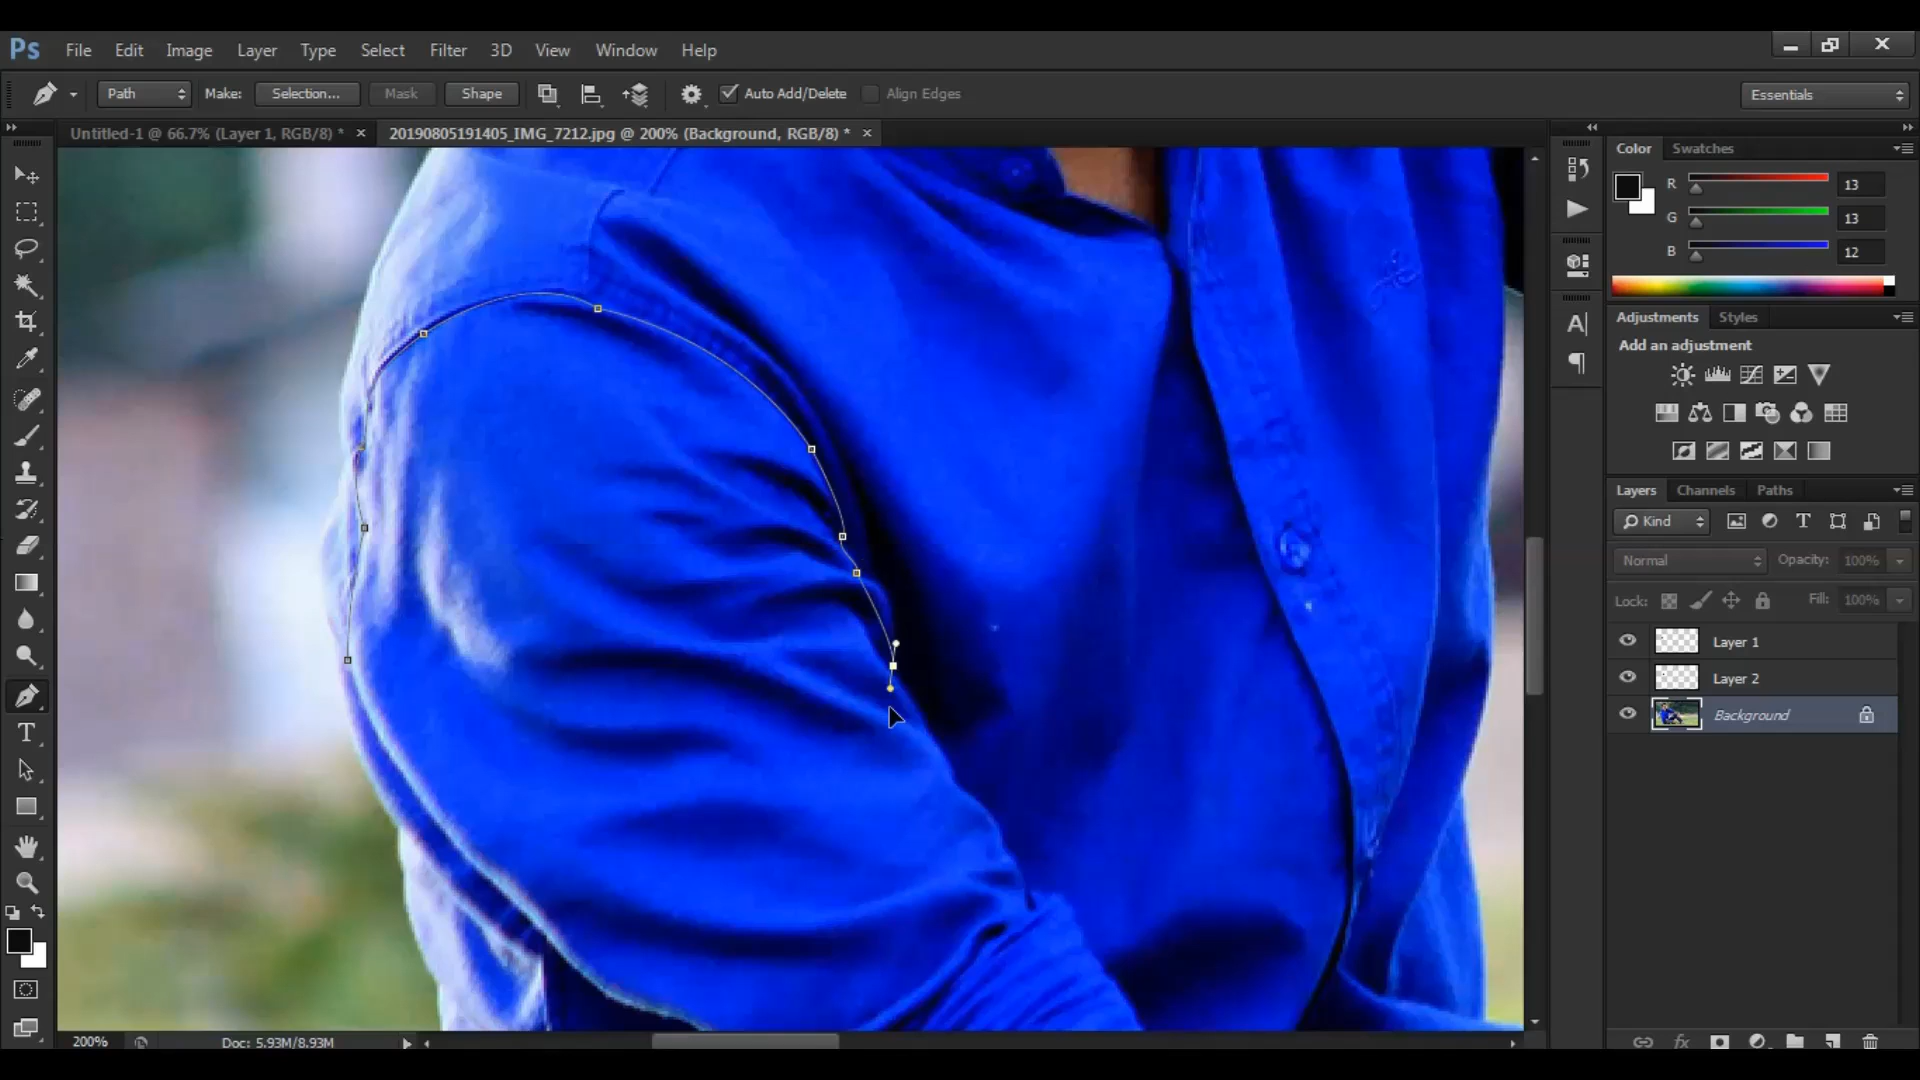 Ps File Edit Image Layer Type Select Filter 3D View Window Help
Path Make: Selection... Mask Shape Auto Add/Delete Align Edges Essentials
Untitled-1 @ 66.7% (Layer 1, RGB/8) * 20190805191405_IMG_7212.jpg @ 200% (Background, RGB/8) *
Color Swatches
R 13
G 13
B 12
Adjustments Styles
Add an adjustment
Layers Channels Paths
Kind
Normal Opacity: 100%
Lock: Fill: 100%
Layer 1
Layer 2
Background
fx
200% Doc: 5.93M/8.93M